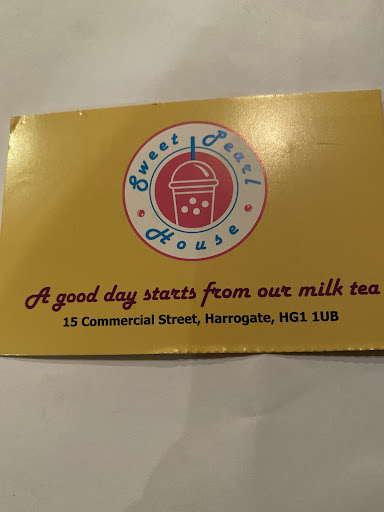 Sweet Pearl
House
A good day starts from our milk tea
15 Commercial Street, Harrogate, HG1 1UB